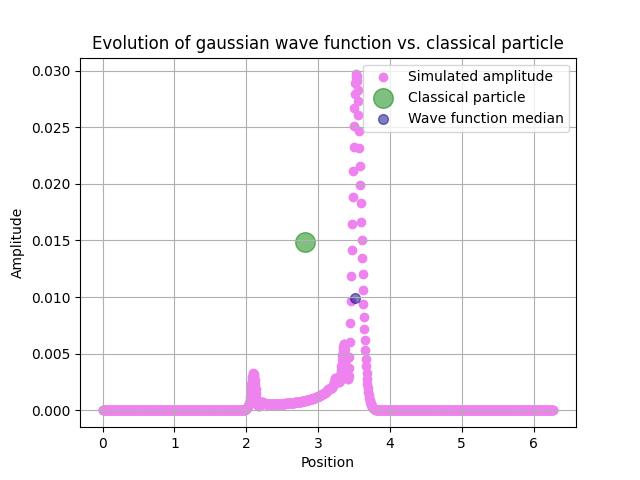 Evolution of gaussian wave function vs. classical particle
Simulated amplitude
Classical particle
Wave function median
Amplitude
0.030
0.025
0.020
0.015
0.010
0.005
0.000
0 1 2 3 4 5 6
Position